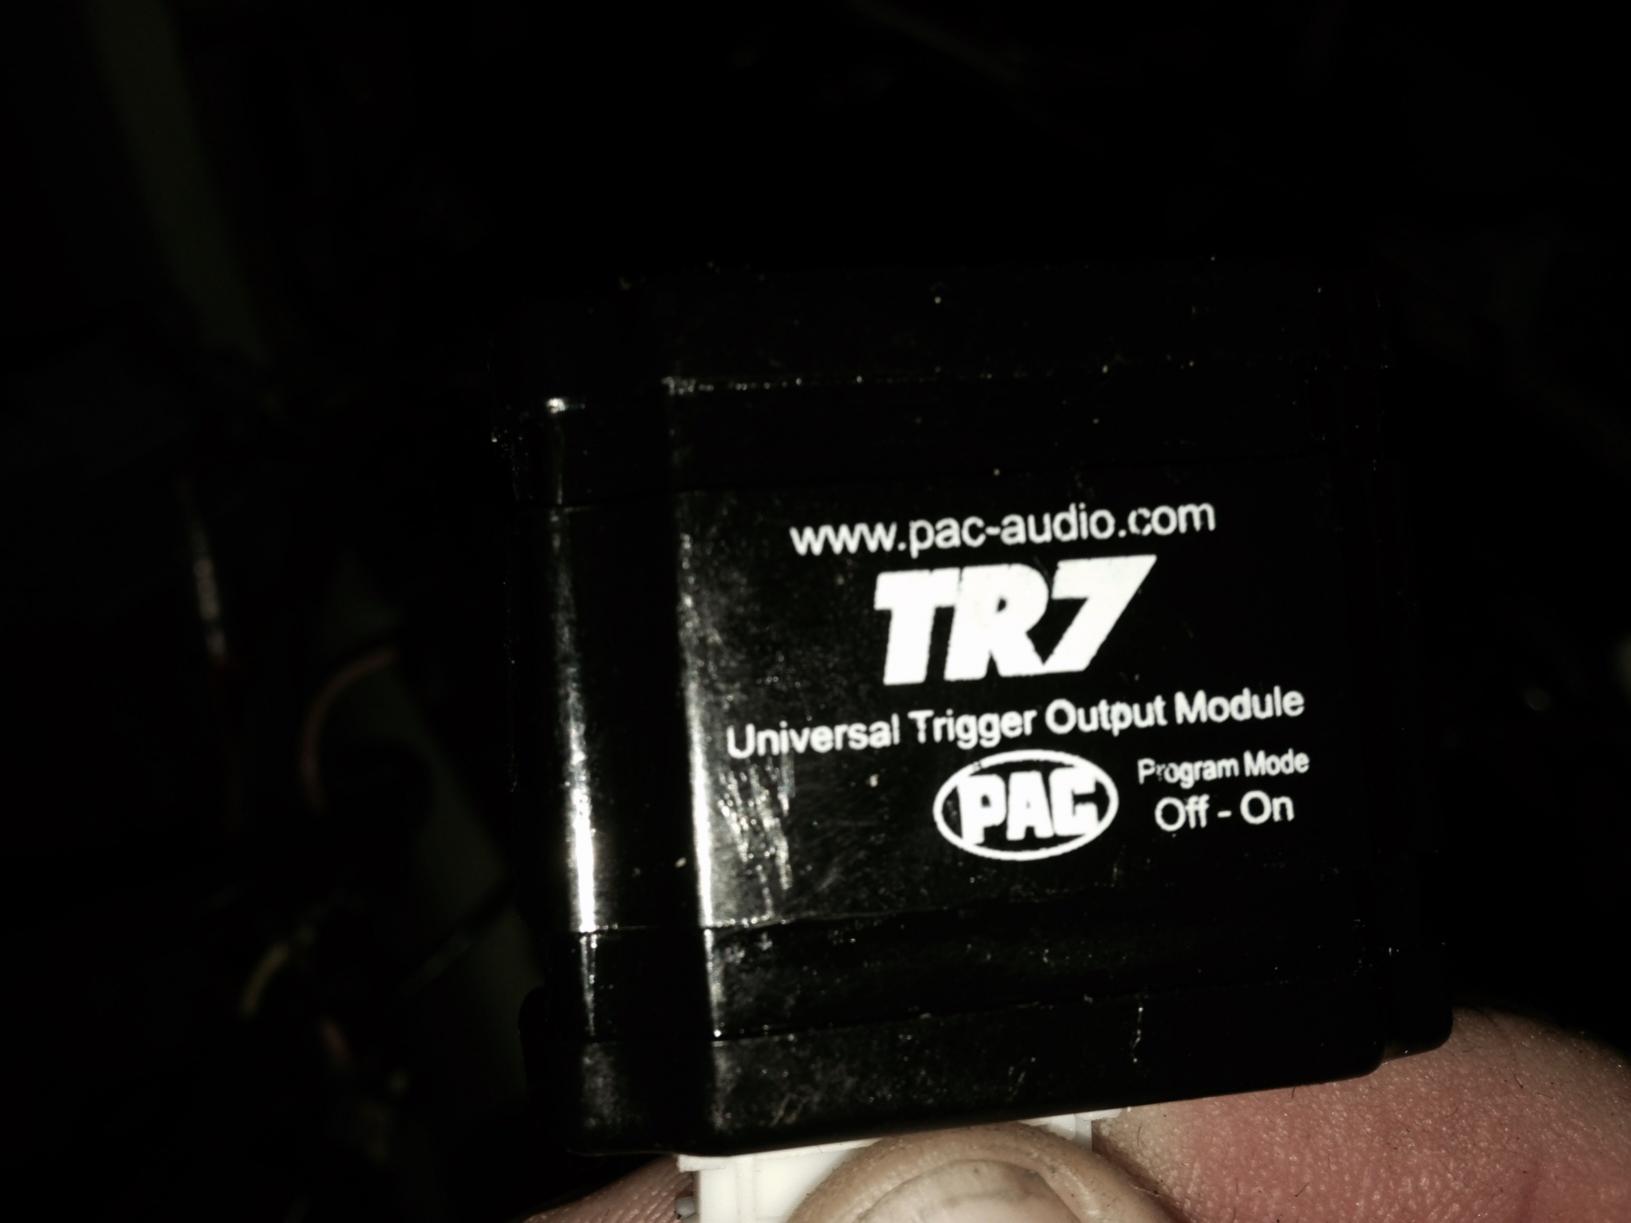 www.pac-audio.com
TR7
Universal Trigger Output Module
PAC
Program Mode
Off - On